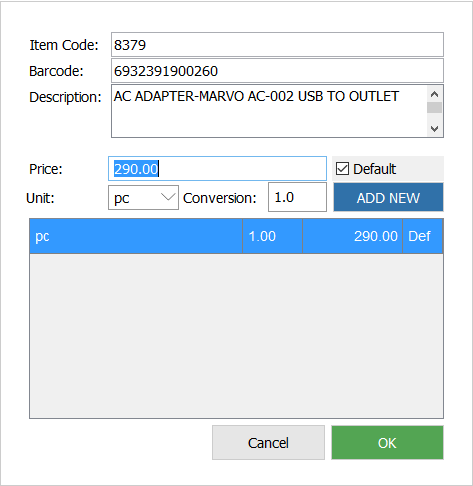 Item Code: 8379
Barcode: 6932391900260
Description: AC ADAPTER-MARVO AC-002 USB TO OUTLET
Price: 290.00 Default
Unit: pc Conversion: 1.0 ADD NEW
pc 1.00 290.00 Def
Cancel OK